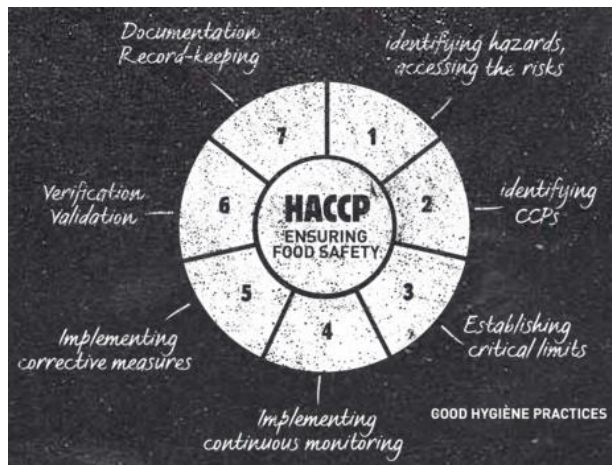 Documentation
Record-keeping
identifying hazards,
accessing the risks
7
1
Verification
Validation
6
HACCP
ENSURING
FOOD SAFETY
2
identifying
CCPs
5
4
3
Implementing
corrective measures
Establishing
critical limits
Implementing
continuous monitoring
GOOD HYGIÈNE PRACTICES